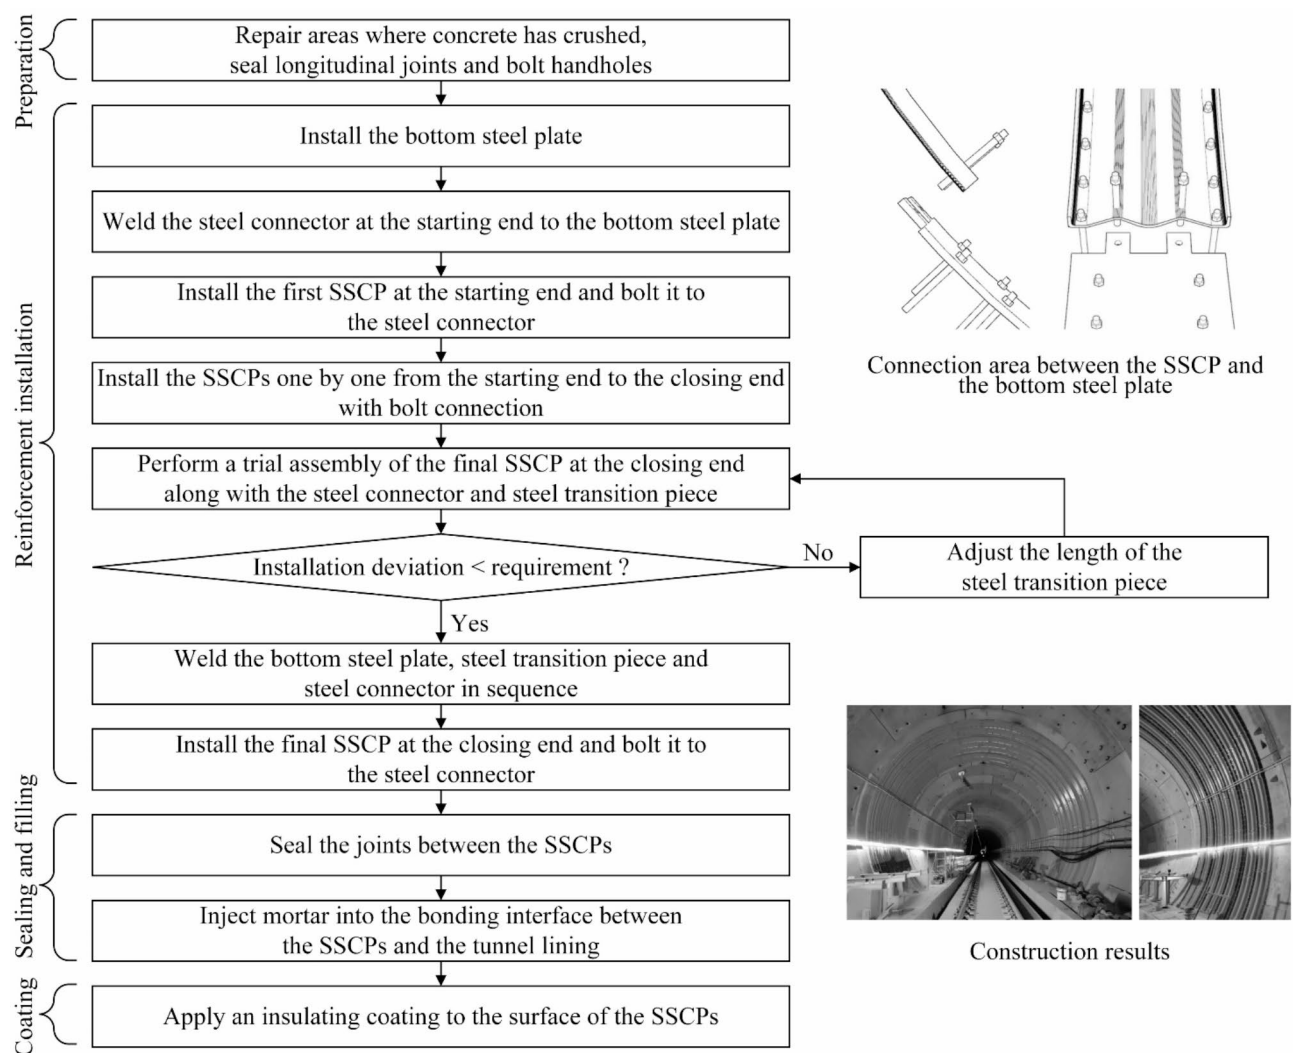 Preparation
Repair areas where concrete has crushed,
seal longitudinal joints and bolt handholes
Reinforcement installation
Install the bottom steel plate
Weld the steel connector at the starting end to the bottom steel plate
Install the first SSCP at the starting end and bolt it to
the steel connector
Install the SSCPs one by one from the starting end to the closing end
with bolt connection
Perform a trial assembly of the final SSCP at the closing end
along with the steel connector and steel transition piece
Installation deviation < requirement ?
No
Adjust the length of the
steel transition piece
Yes
Weld the bottom steel plate, steel transition piece and
steel connector in sequence
Install the final SSCP at the closing end and bolt it to
the steel connector
Sealing and filling
Seal the joints between the SSCPs
Inject mortar into the bonding interface between
the SSCPs and the tunnel lining
Coating
Apply an insulating coating to the surface of the SSCPs
Connection area between the SSCP and
the bottom steel plate
Construction results